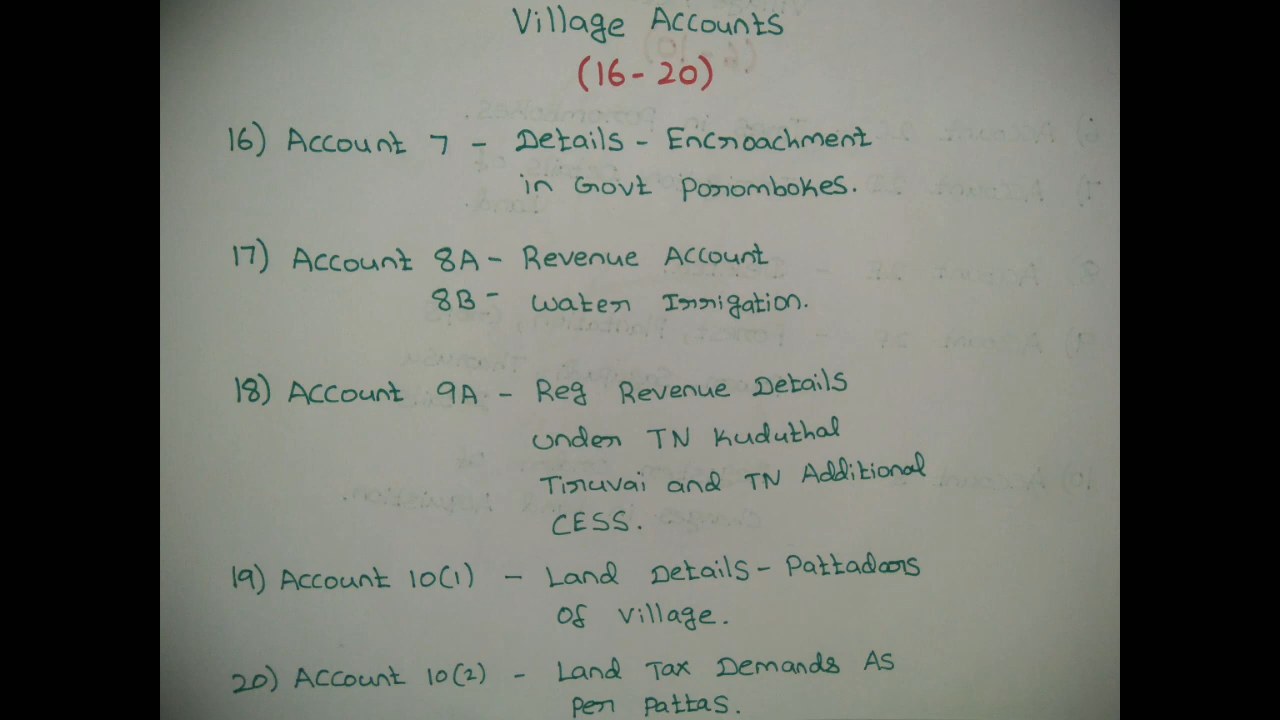 Village Accounts
(16-20)
16) Account 7 - Details - Encroachment
in Govt Porombokes.
17) Account 8A - Revenue Account
8B - Water Irrigation.
18) Account 9A - Reg Revenue Details
under TN Kuduthal
Tiruvai and TN Additional
CESS.
19) Account 10(1) - Land Details - Pattadars
of village.
20) Account 10(2) - Land Tax Demands As
per pattas.